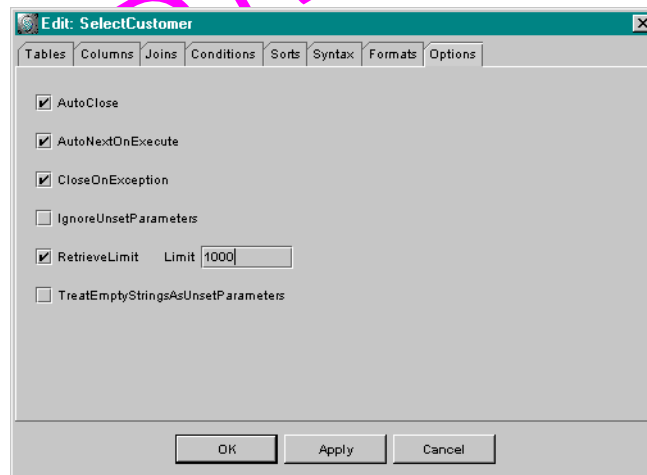 Edit: SelectCustomer
Tables Columns Joins Conditions Sorts Syntax Formats Options
AutoClose
AutoNextOnExecute
CloseOnException
IgnoreUnsetParameters
RetrieveLimit Limit 1000
TreatEmptyStringsAsUnsetParameters
OK Apply Cancel